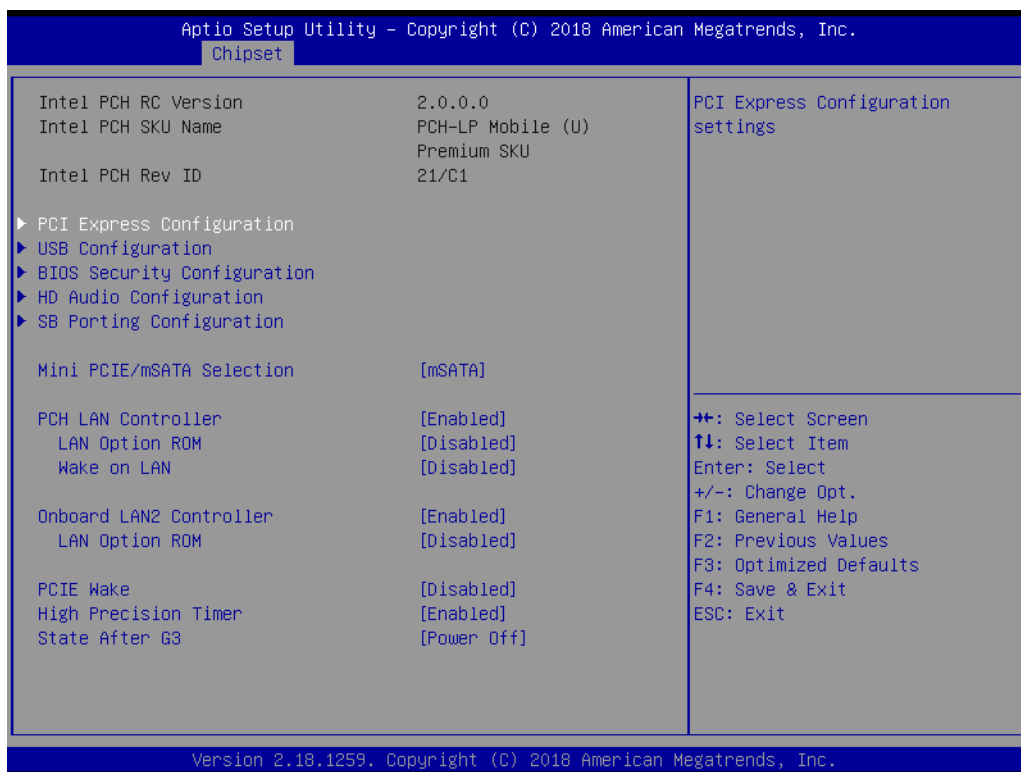 Aptio Setup Utility – Copyright (C) 2018 American Megatrends, Inc.
Chipset
Intel PCH RC Version 2.0.0.0
Intel PCH SKU Name PCH-LP Mobile (U)
Premium SKU
Intel PCH Rev ID 21/C1
▶ PCI Express Configuration
▶ USB Configuration
▶ BIOS Security Configuration
▶ HD Audio Configuration
▶ SB Porting Configuration
Mini PCIE/mSATA Selection [mSATA]
PCH LAN Controller [Enabled]
LAN Option ROM [Disabled]
Wake on LAN [Disabled]
Onboard LAN2 Controller [Enabled]
LAN Option ROM [Disabled]
PCIE Wake [Disabled]
High Precision Timer [Enabled]
State After G3 [Power Off]
PCI Express Configuration
settings
→←: Select Screen
↑↓: Select Item
Enter: Select
+/-: Change Opt.
F1: General Help
F2: Previous Values
F3: Optimized Defaults
F4: Save & Exit
ESC: Exit
Version 2.18.1259. Copyright (C) 2018 American Megatrends, Inc.